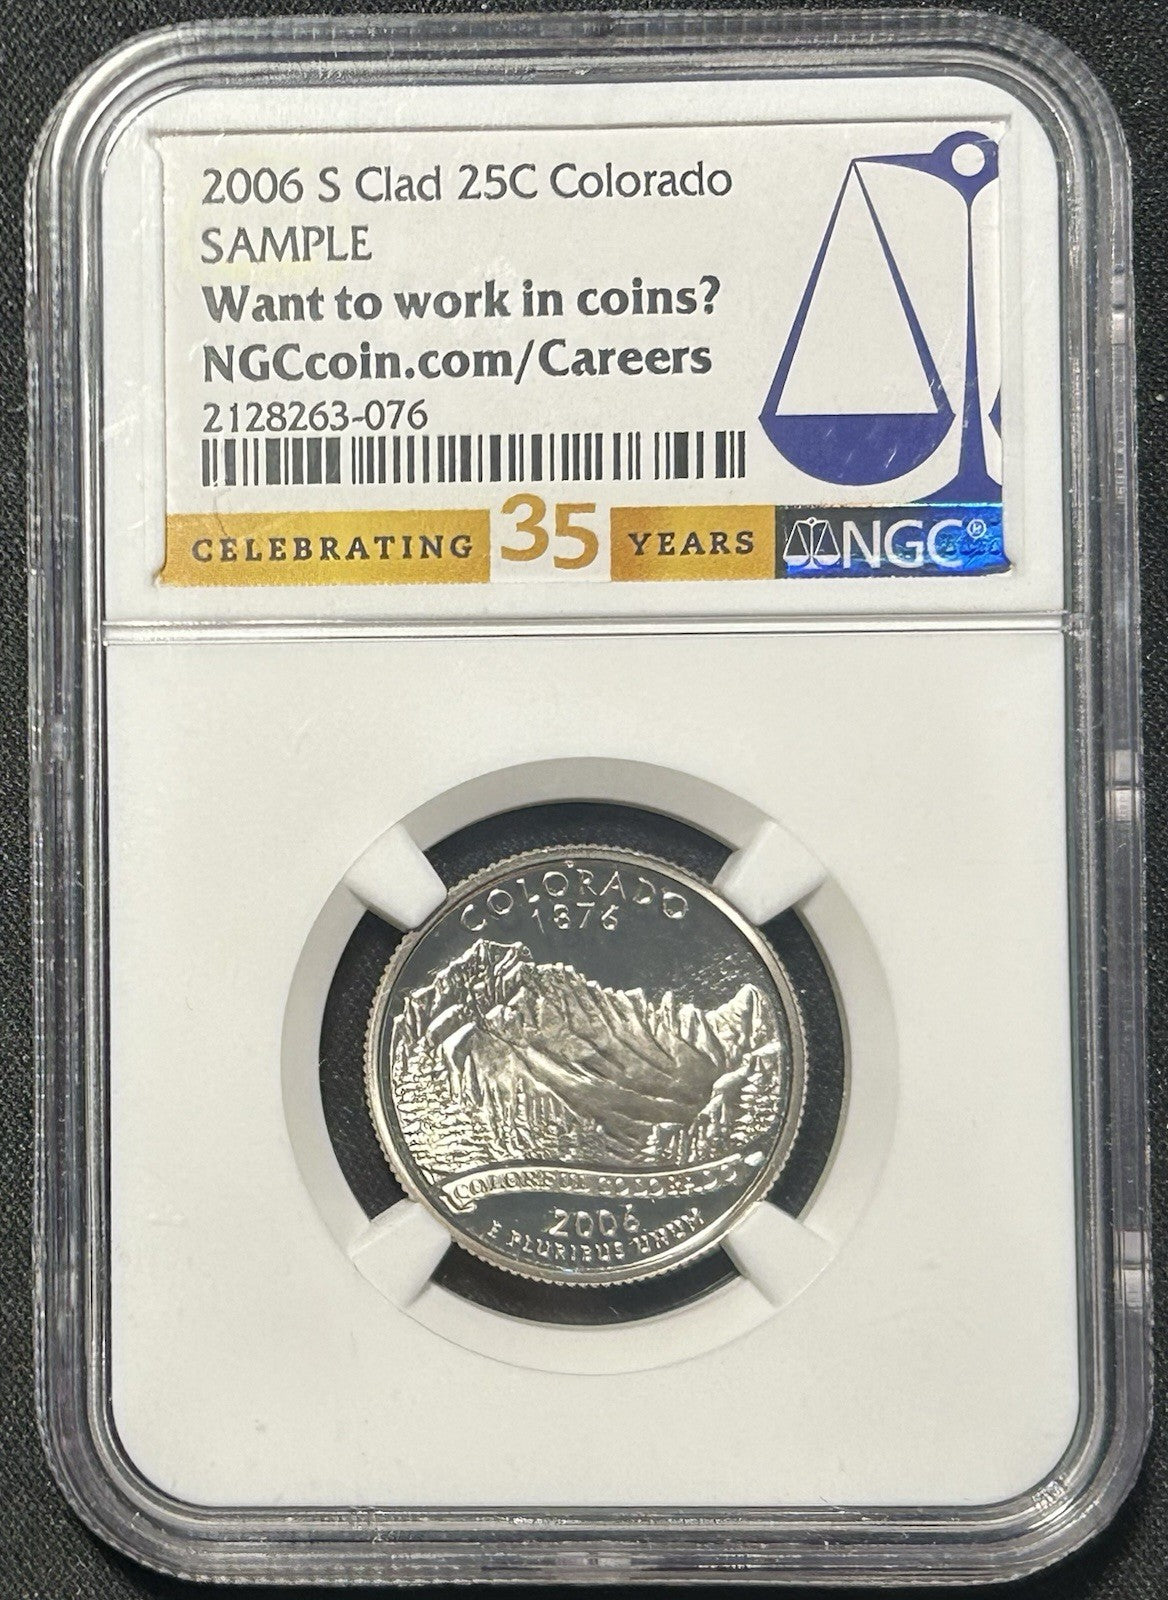 2006 S Clad 25C Colorado
SAMPLE
Want to work in coins?
NGCcoin.com/Careers
2128263-076
CELEBRATING 35 YEARS NGC®
COLORADO
1876
COLORFUL COLORADO
2006
E PLURIBUS UNUM